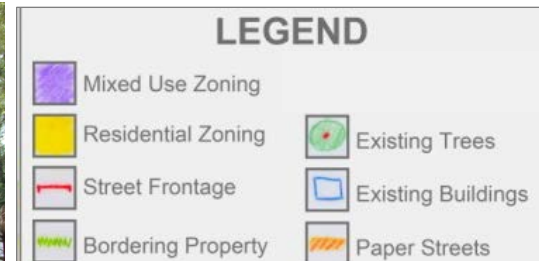 LEGEND
Mixed Use Zoning
Residential Zoning
Street Frontage
Bordering Property
Existing Trees
Existing Buildings
Paper Streets